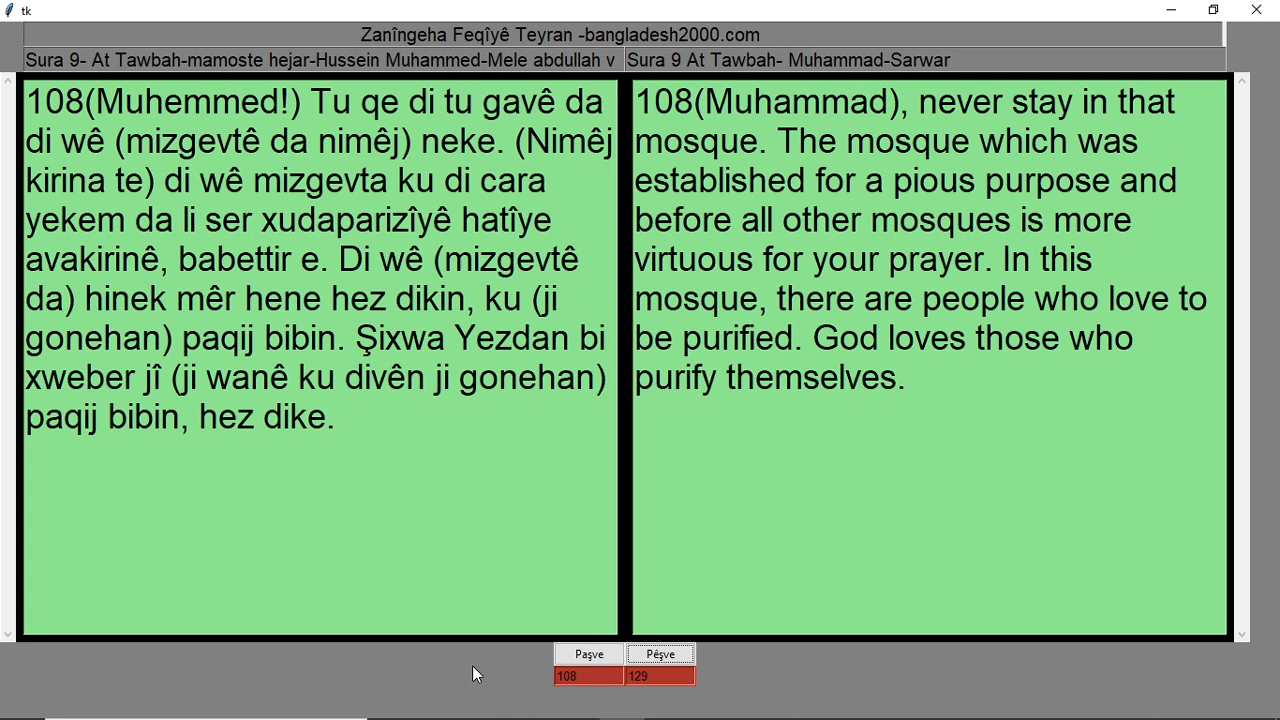 tk
Zanîngeha Feqîyê Teyran -bangladesh2000.com
Sura 9- At Tawbah-mamoste hejar-Hussein Muhammed-Mele abdullah v
Sura 9 At Tawbah- Muhammad-Sarwar
108(Muhemmed!) Tu qe di tu gavê da
di wê (mizgevtê da nimêj) neke. (Nimêj
kirina te) di wê mizgevta ku di cara
yekem da li ser xudaparizîyê hatîye
avakirinê, babettir e. Di wê (mizgevtê
da) hinek mêr hene hez dikin, ku (ji
gonehan) paqij bibin. Şixwa Yezdan bi
xweber jî (ji wanê ku divên ji gonehan)
paqij bibin, hez dike.
108(Muhammad), never stay in that
mosque. The mosque which was
established for a pious purpose and
before all other mosques is more
virtuous for your prayer. In this
mosque, there are people who love to
be purified. God loves those who
purify themselves.
Paşve
Pêşve
108
129